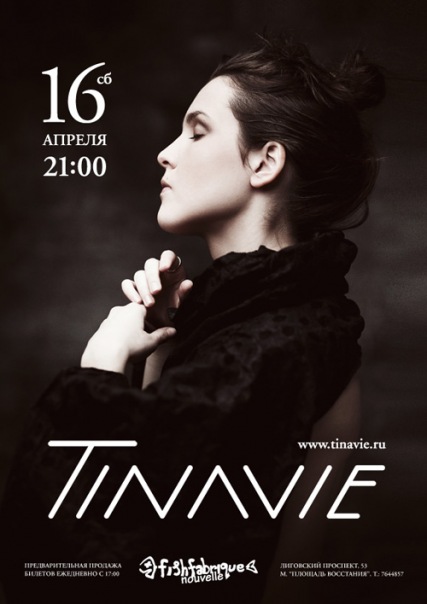 16 сб
АПРЕЛЯ
21:00
www.tinavie.ru
TINAVIE
ПРЕДВАРИТЕЛЬНАЯ ПРОДАЖА
БИЛЕТОВ ЕЖЕДНЕВНО С 17:00
fishfabrique
nouvelle
ЛИГОВСКИЙ ПРОСПЕКТ, 53
М. "ПЛОЩАДЬ ВОССТАНИЯ". Т.: 7644857